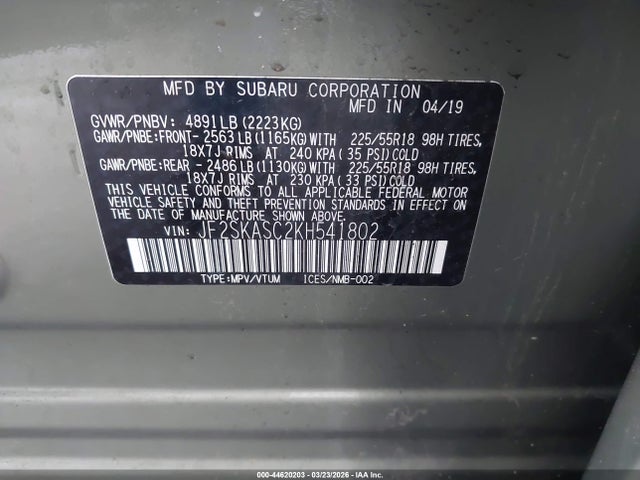 MFD BY SUBARU CORPORATION
MFD IN 04/19
GVWR/PNBV: 4891LB(2223KG)
GAWR/PNBE:FRONT- 2563LB(1165KG)WITH 225/55R18 98H TIRES,
18X7J RIMS AT 240 KPA(35 PSI)COLD
GAWR/PNBE:REAR - 2486LB(1130KG)WITH 225/55R18 98H TIRES,
18X7J RIMS AT 230 KPA(33 PSI)COLD
THIS VEHICLE CONFORMS TO ALL APPLICABLE FEDERAL MOTOR
VEHICLE SAFETY AND THEFT PREVENTION STANDARDS
IN EFFECT ON THE DATE OF MANUFACTURE SHOWN ABOVE.
VIN: JF2SKASC2KH541802
TYPE:MPV/VTUM ICES/NMB-002
000-44620203 - 03/23/2026 - IAA Inc.